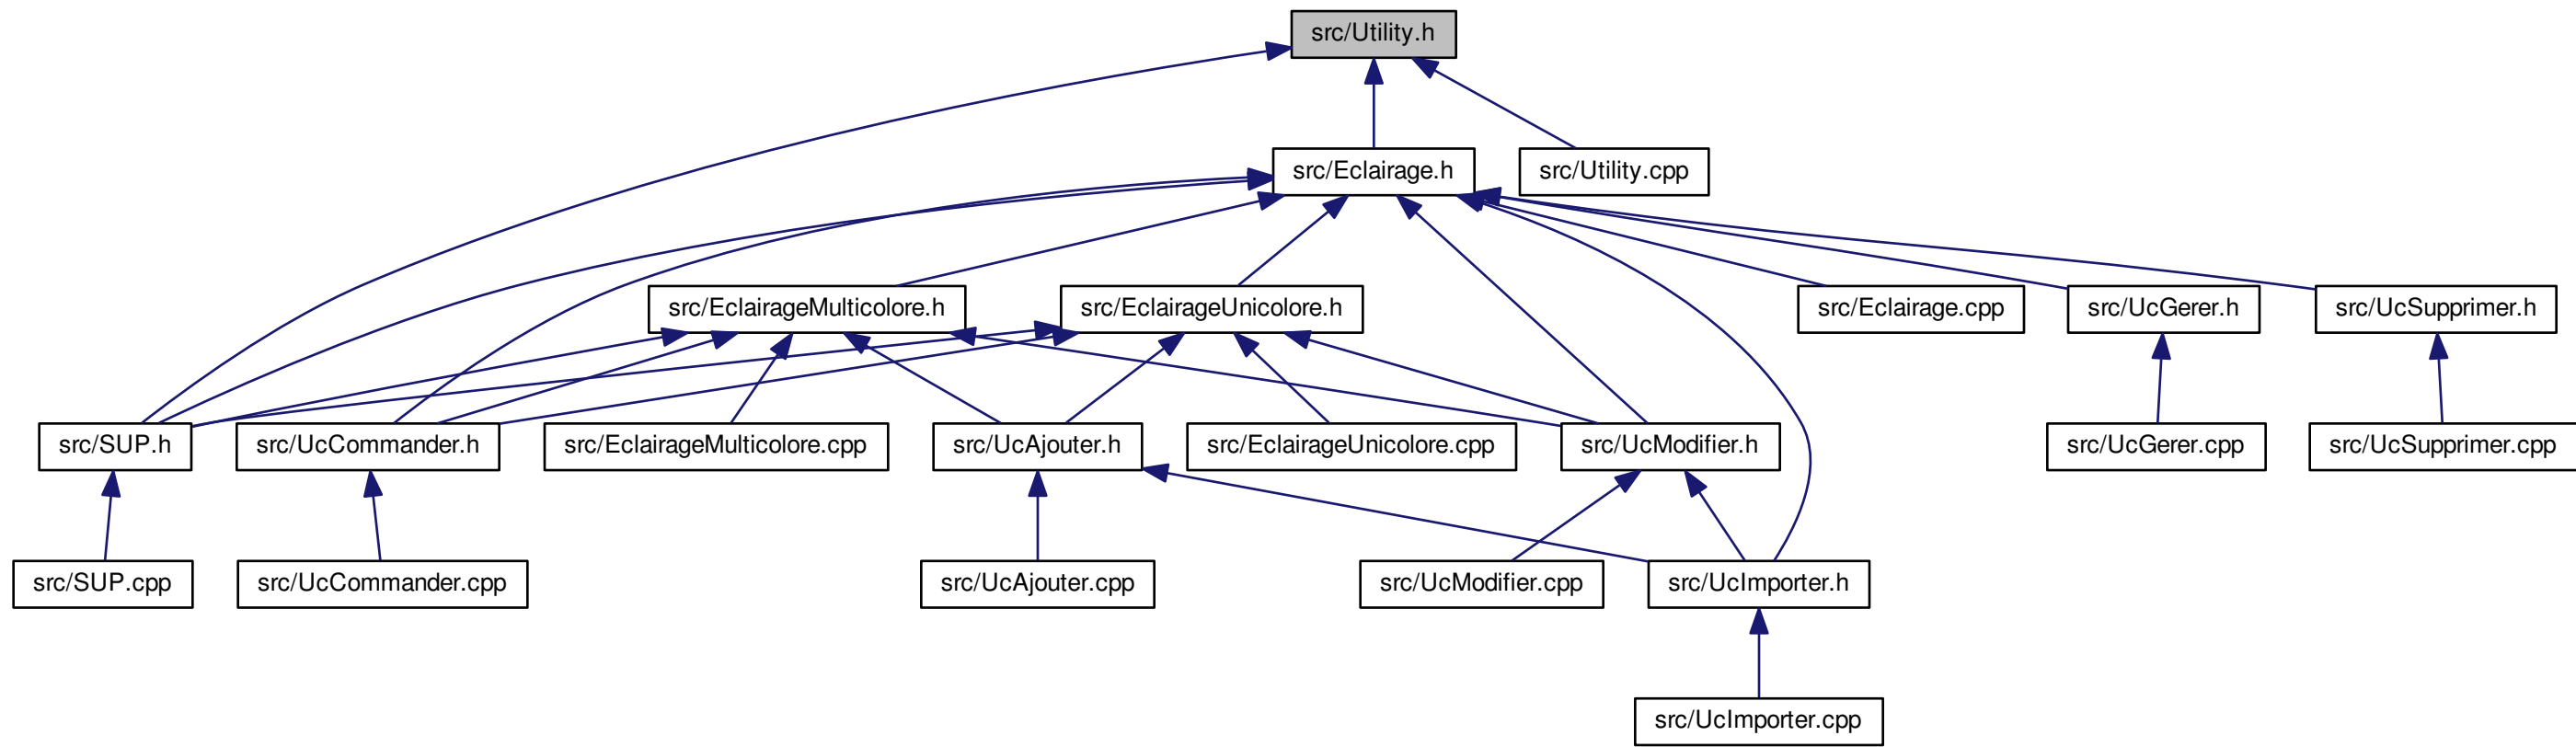 src/Utility.h
src/Eclairage.h
src/Utility.cpp
src/EclairageMulticolore.h
src/EclairageUnicolore.h
src/Eclairage.cpp
src/UcGerer.h
src/UcSupprimer.h
src/SUP.h
src/UcCommander.h
src/EclairageMulticolore.cpp
src/UcAjouter.h
src/EclairageUnicolore.cpp
src/UcModifier.h
src/UcGerer.cpp
src/UcSupprimer.cpp
src/SUP.cpp
src/UcCommander.cpp
src/UcAjouter.cpp
src/UcModifier.cpp
src/UcImporter.h
src/UcImporter.cpp